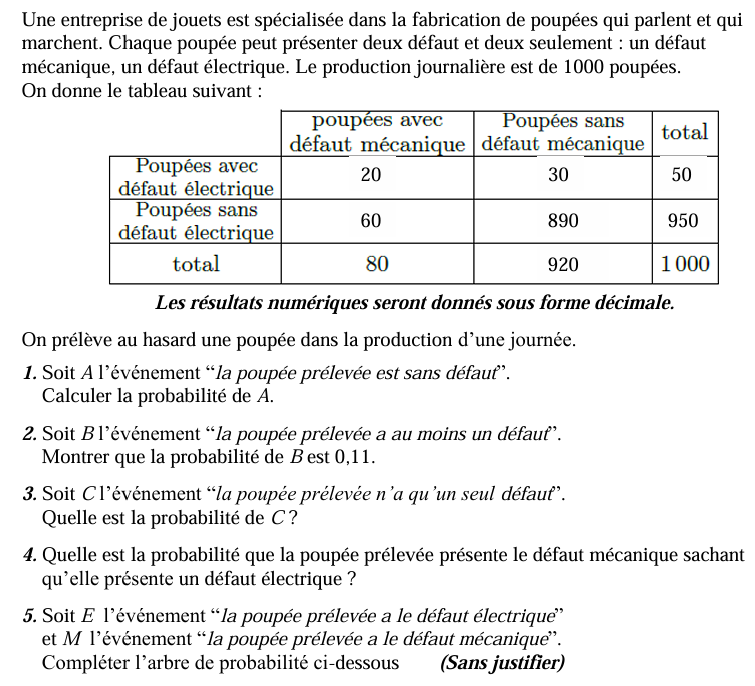 Une entreprise de jouets est spécialisée dans la fabrication de poupées qui parlent et qui
marchent. Chaque poupée peut présenter deux défaut et deux seulement : un défaut
mécanique, un défaut électrique. Le production journalière est de 1000 poupées.
On donne le tableau suivant :
poupées avec
défaut mécanique
Poupées sans
défaut mécanique
total
Poupées avec
défaut électrique
20
30
50
Poupées sans
défaut électrique
60
890
950
total
80
920
1 000
Les résultats numériques seront donnés sous forme décimale.
On prélève au hasard une poupée dans la production d'une journée.
1. Soit A l'événement “la poupée prélevée est sans défaut”.
Calculer la probabilité de A.
2. Soit B l'événement “la poupée prélevée a au moins un défaut”.
Montrer que la probabilité de B est 0,11.
3. Soit C l'événement “la poupée prélevée n'a qu'un seul défaut”.
Quelle est la probabilité de C ?
4. Quelle est la probabilité que la poupée prélevée présente le défaut mécanique sachant
qu'elle présente un défaut électrique ?
5. Soit E l'événement “la poupée prélevée a le défaut électrique”
et M l'événement “la poupée prélevée a le défaut mécanique”.
Compléter l'arbre de probabilité ci-dessous (Sans justifier)